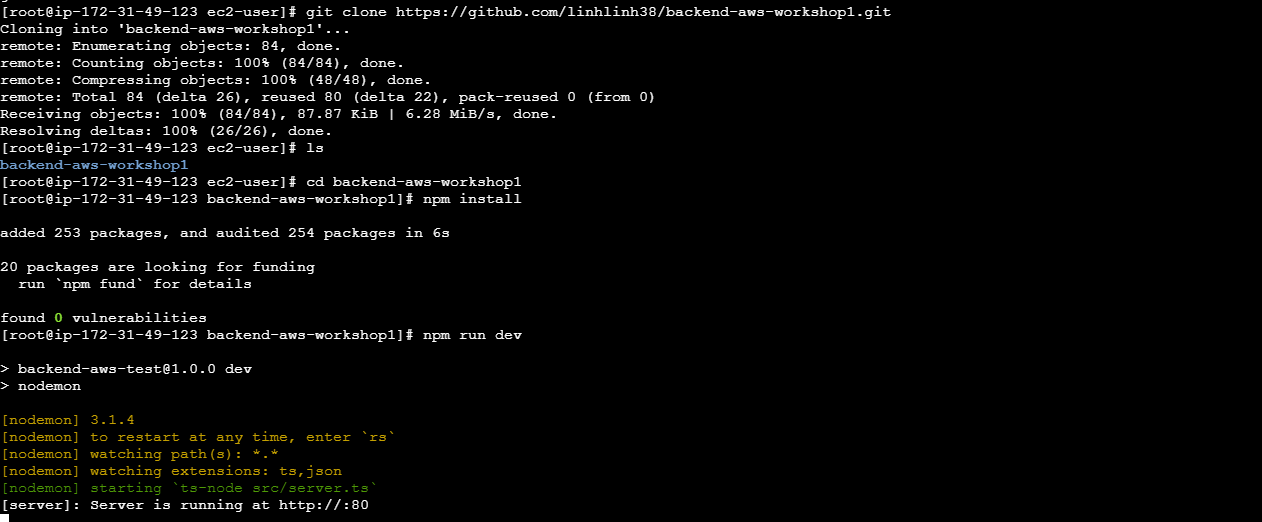 [root@ip-172-31-49-123 ec2-user]# git clone https://github.com/linhlinh38/backend-aws-workshop1.git
Cloning into 'backend-aws-workshop1'...
remote: Enumerating objects: 84, done.
remote: Counting objects: 100% (84/84), done.
remote: Compressing objects: 100% (48/48), done.
remote: Total 84 (delta 26), reused 80 (delta 22), pack-reused 0 (from 0)
Receiving objects: 100% (84/84), 87.87 KiB | 6.28 MiB/s, done.
Resolving deltas: 100% (26/26), done.
[root@ip-172-31-49-123 ec2-user]# ls
backend-aws-workshop1
[root@ip-172-31-49-123 ec2-user]# cd backend-aws-workshop1
[root@ip-172-31-49-123 backend-aws-workshop1]# npm install

added 253 packages, and audited 254 packages in 6s

20 packages are looking for funding
  run `npm fund` for details

found 0 vulnerabilities
[root@ip-172-31-49-123 backend-aws-workshop1]# npm run dev

> backend-aws-test@1.0.0 dev
> nodemon

[nodemon] 3.1.4
[nodemon] to restart at any time, enter `rs`
[nodemon] watching path(s): *.*
[nodemon] watching extensions: ts,json
[nodemon] starting `ts-node src/server.ts`
[server]: Server is running at http://:80